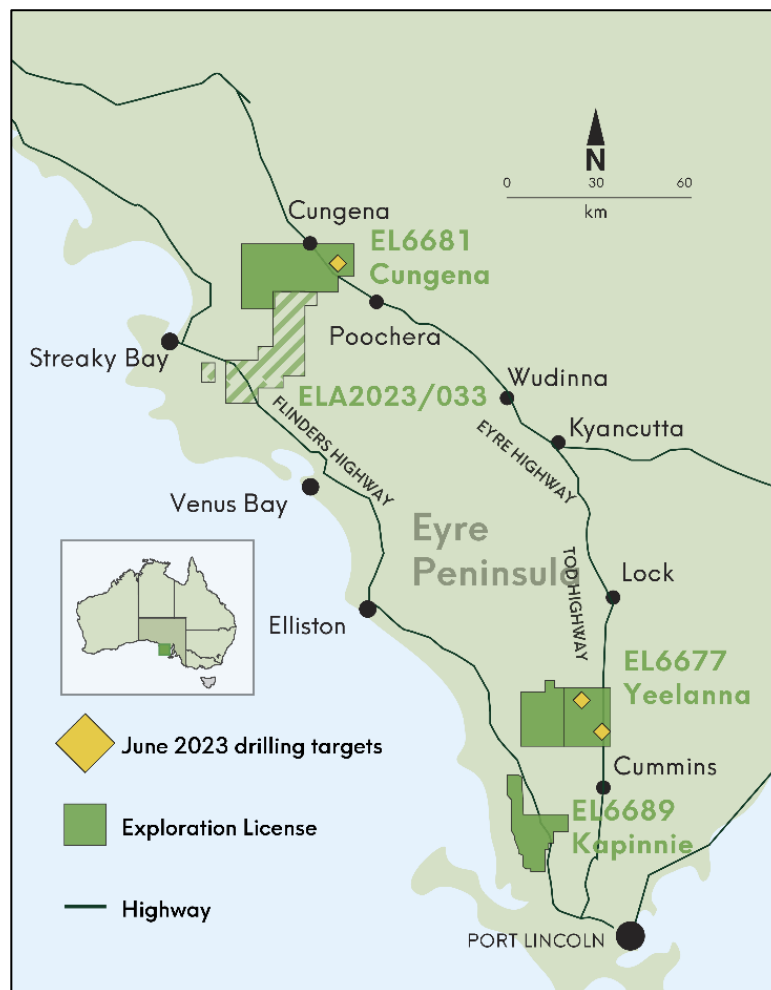 N
0 30 60
km
Cungena
EL6681
Cungena
Poochera
Streaky Bay
ELA2023/033
Wudinna
FLINDERS HIGHWAY
EYRE HIGHWAY
Kyancutta
Venus Bay
Eyre
Peninsula
TOD HIGHWAY
Lock
Elliston
EL6677
Yeelanna
June 2023 drilling targets
Cummins
Exploration License
EL6689
Kapinnie
Highway
PORT LINCOLN